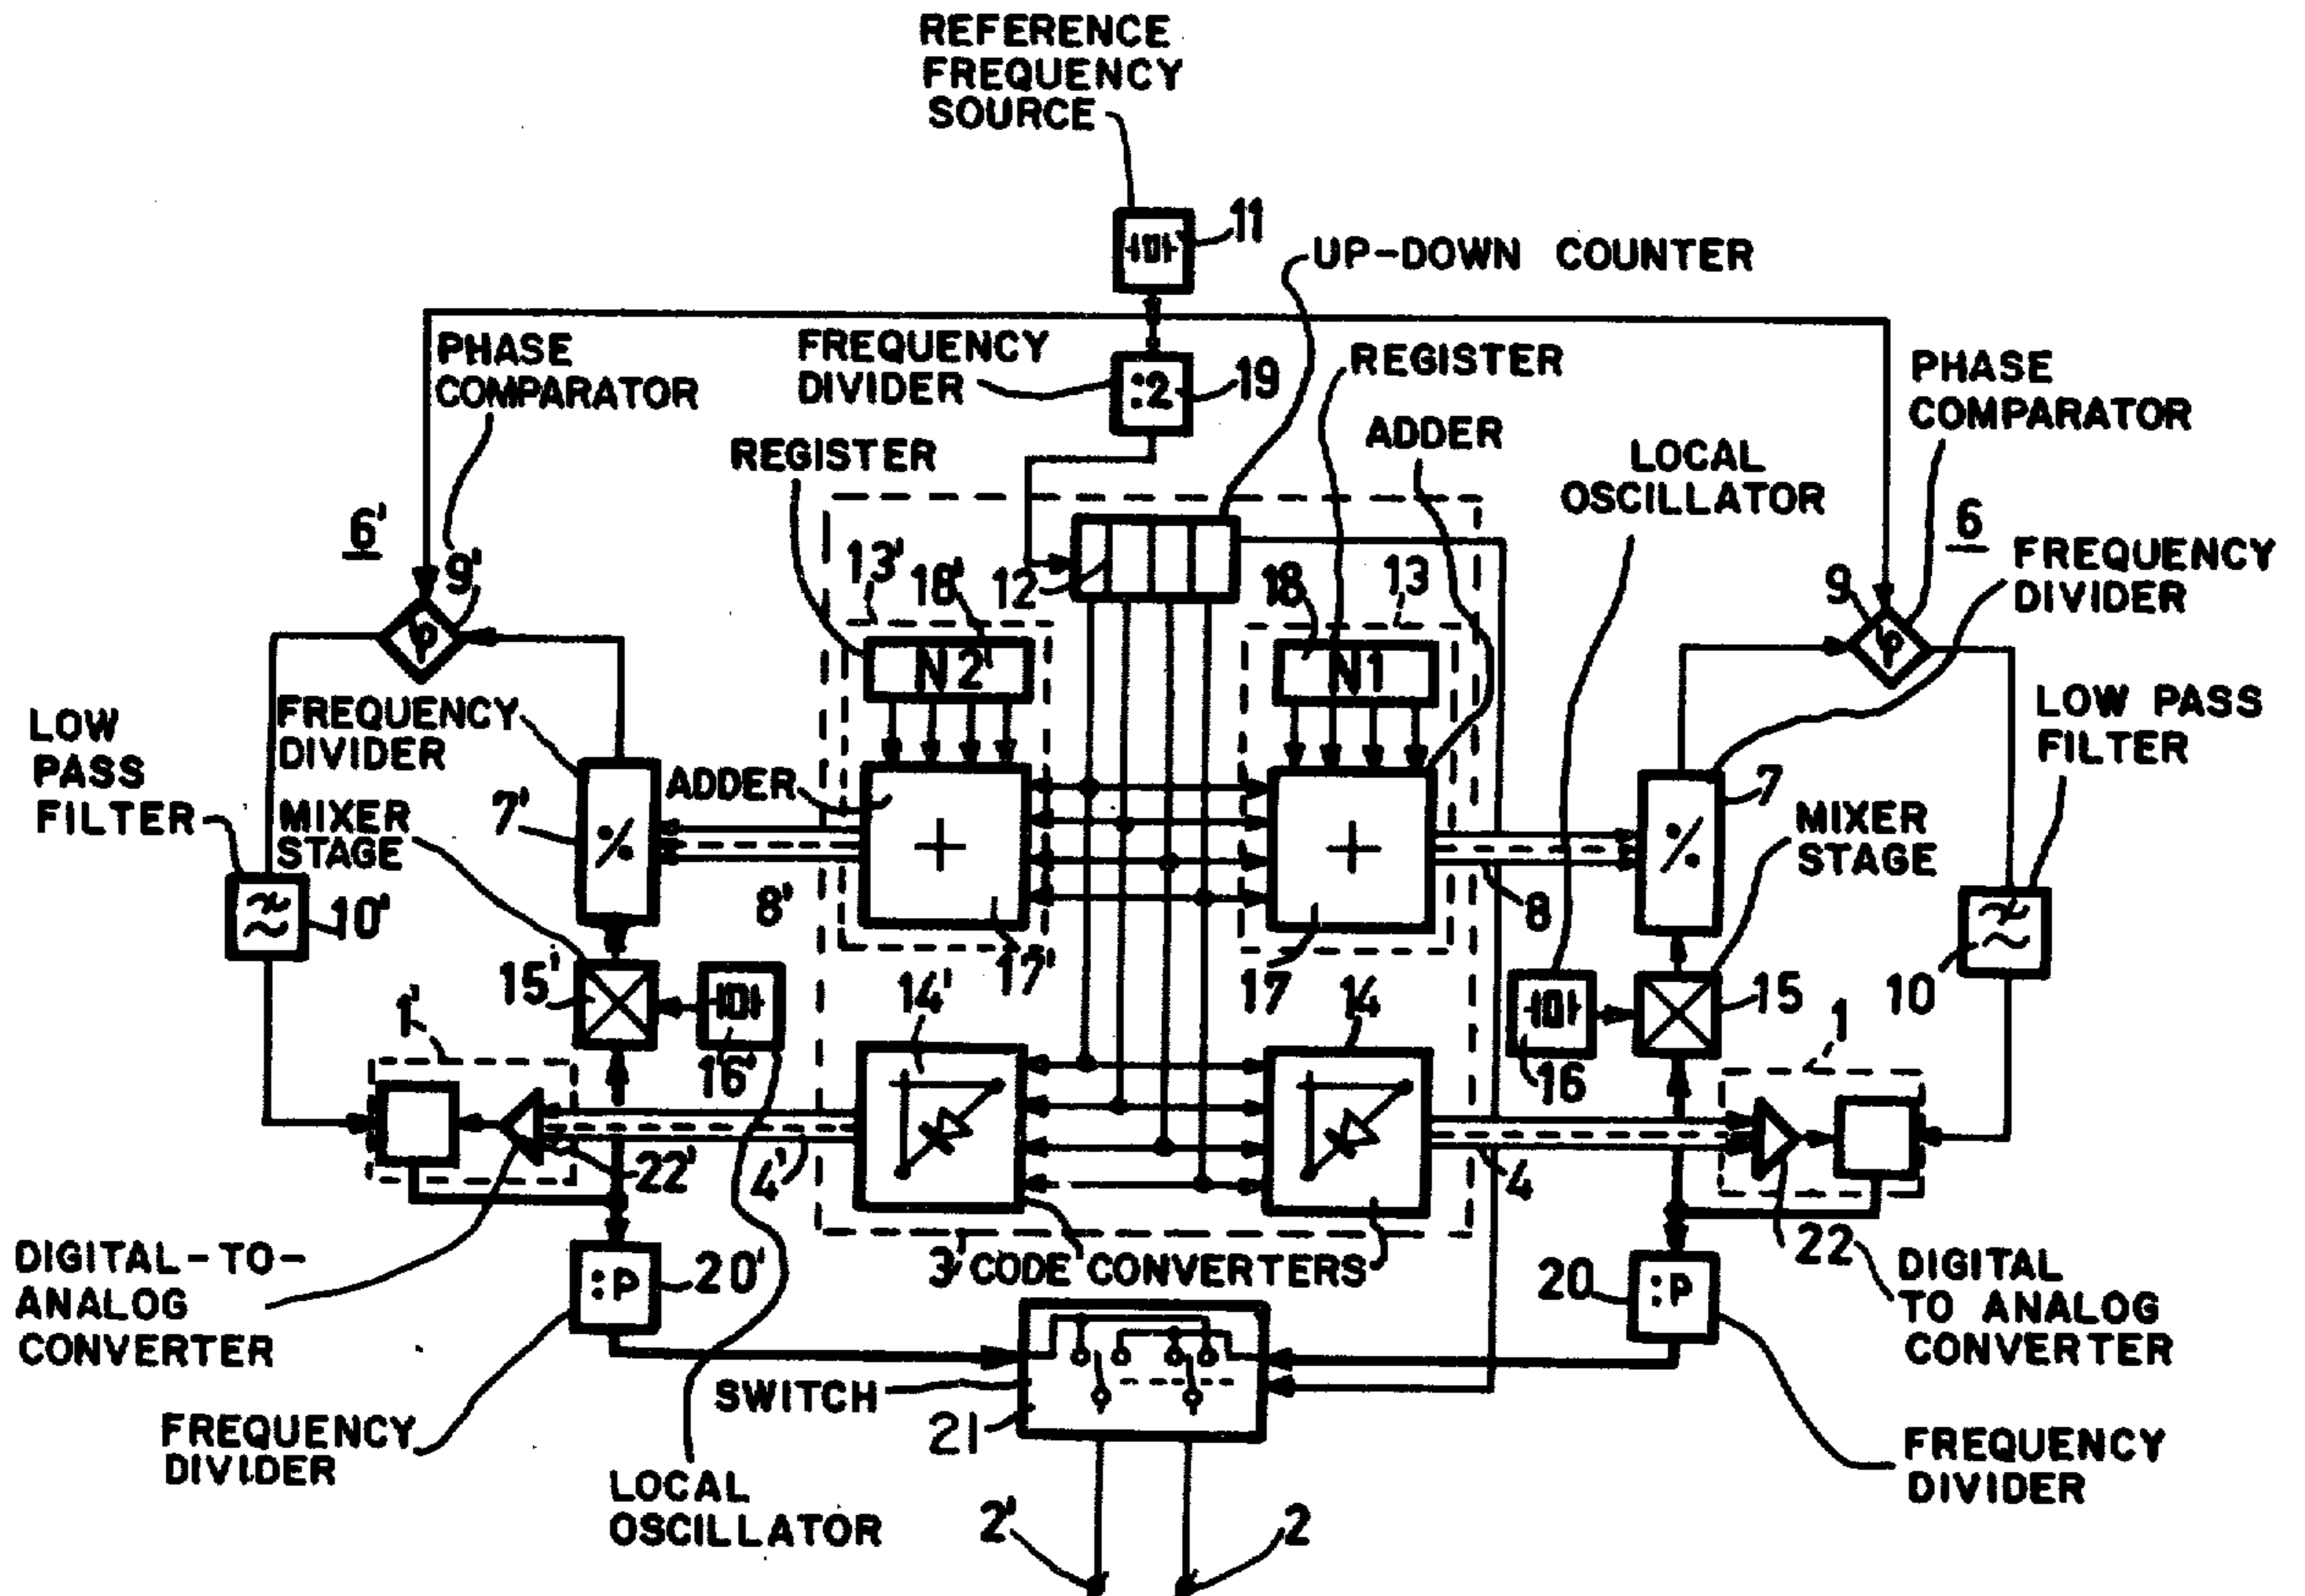 REFERENCE
FREQUENCY
SOURCE
11
UP-DOWN COUNTER
PHASE
COMPARATOR
FREQUENCY
DIVIDER
:2
19
REGISTER
PHASE
COMPARATOR
REGISTER
ADDER
LOCAL
OSCILLATOR
6'
9'
φ
13'
18'
12
18
13
9
φ
6
FREQUENCY
DIVIDER
N2
N1
LOW
PASS
FILTER
FREQUENCY
DIVIDER
LOW PASS
FILTER
ADDER
7'
MIXER
STAGE
%
+
+
%
7
MIXER
STAGE
10'
8'
8
10
15'
17'
17
15
1'
16'
14'
14
16
1
22'
4'
4
22
DIGITAL-TO-
ANALOG
CONVERTER
:P
20'
3'
CODE CONVERTERS
20
:P
DIGITAL
TO ANALOG
CONVERTER
SWITCH
21
FREQUENCY
DIVIDER
LOCAL
OSCILLATOR
FREQUENCY
DIVIDER
2'
2